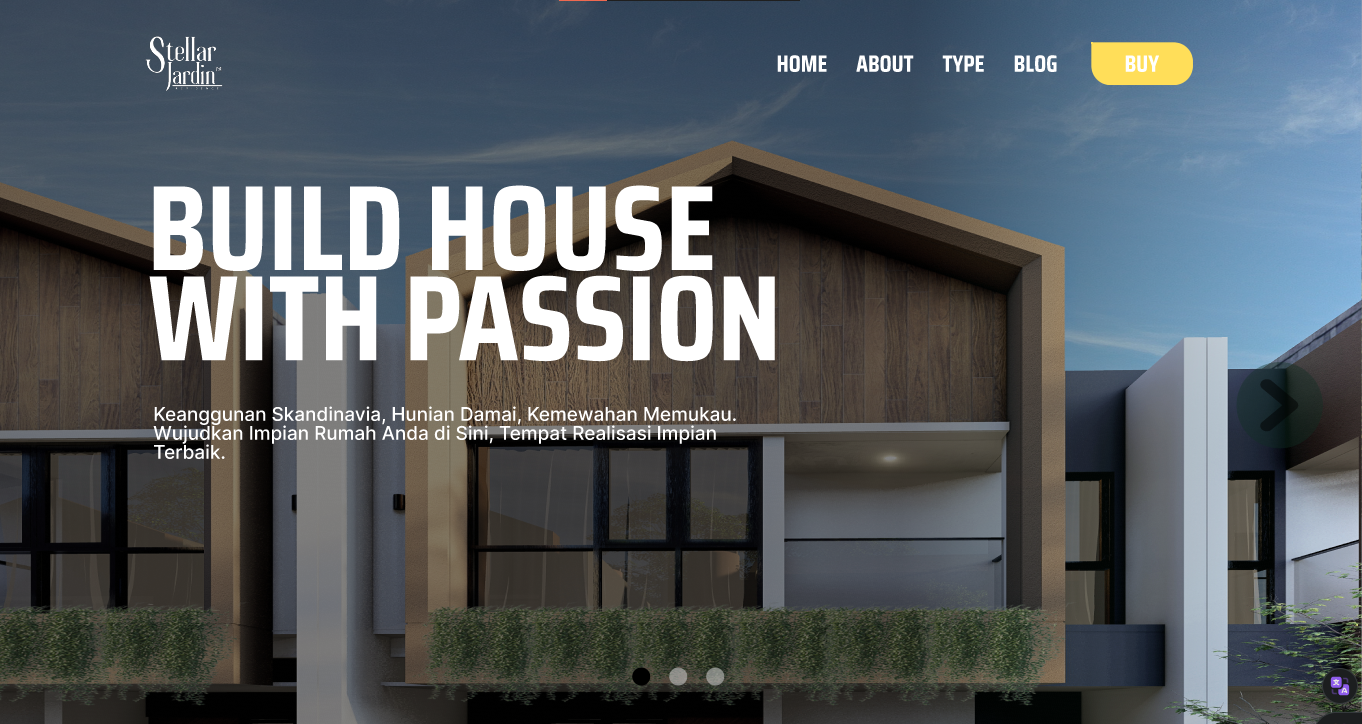 Stellar
Jardin™
HOME ABOUT TYPE BLOG BUY
BUILD HOUSE
WITH PASSION
Keanggunan Skandinavia, Hunian Damai, Kemewahan Memukau.
Wujudkan Impian Rumah Anda di Sini, Tempat Realisasi Impian
Terbaik.